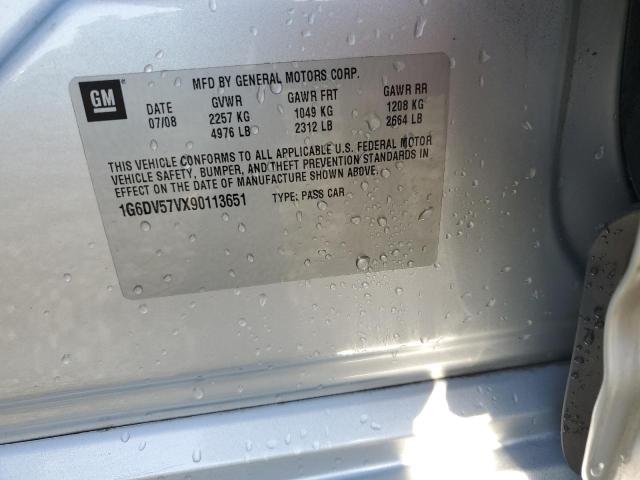 MFD BY GENERAL MOTORS CORP.
GM
DATE GVWR GAWR FRT GAWR RR
07/08 2257 KG 1049 KG 1208 KG
4976 LB 2312 LB 2664 LB
THIS VEHICLE CONFORMS TO ALL APPLICABLE U.S. FEDERAL MOTOR
VEHICLE SAFETY, BUMPER, AND THEFT PREVENTION STANDARDS IN
EFFECT ON THE DATE OF MANUFACTURE SHOWN ABOVE.
1G6DV57VX90113651 TYPE: PASS CAR